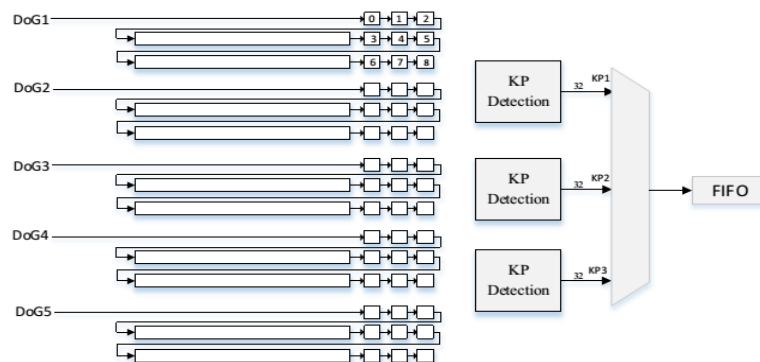 DoG1
0 1 2
3 4 5
6 7 8
DoG2
DoG3
DoG4
DoG5
KP
Detection
32 KP1
KP
Detection
32 KP2
KP
Detection
32 KP3
FIFO